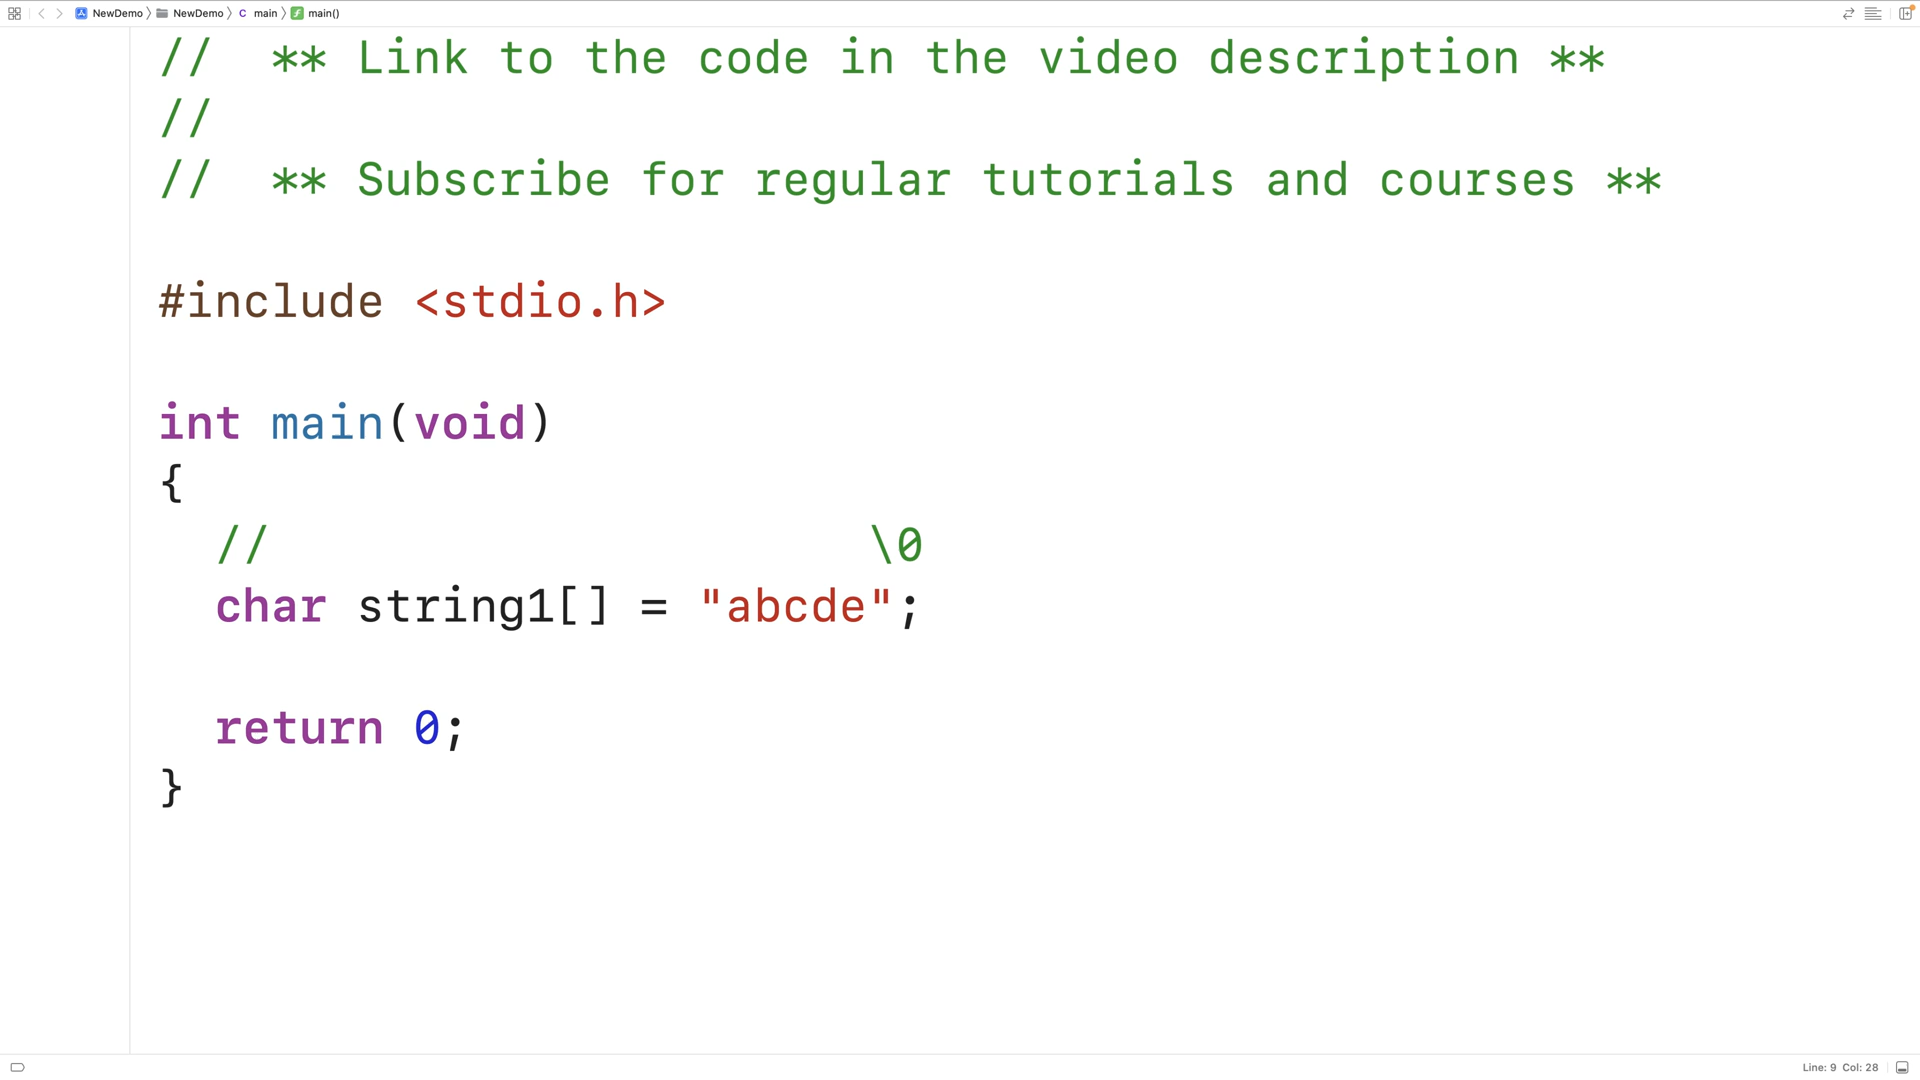 NewDemo 〉 NewDemo 〉 C main 〉 f main()
//  ** Link to the code in the video description **
//
//  ** Subscribe for regular tutorials and courses **
#include <stdio.h>
int main(void)
{
  //                     \0
  char string1[] = "abcde";
  return 0;
}
Line: 9  Col: 28